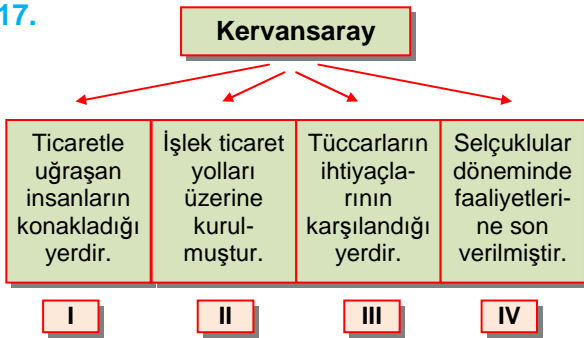 17.
Kervansaray
Ticaretle
uğraşan
insanların
konakladığı
yerdir.
İşlek ticaret
yolları
üzerine
kurul-
muştur.
Tüccarların
ihtiyaçla-
rının
karşılandığı
yerdir.
Selçuklular
döneminde
faaliyetleri-
ne son
verilmiştir.
I
II
III
IV